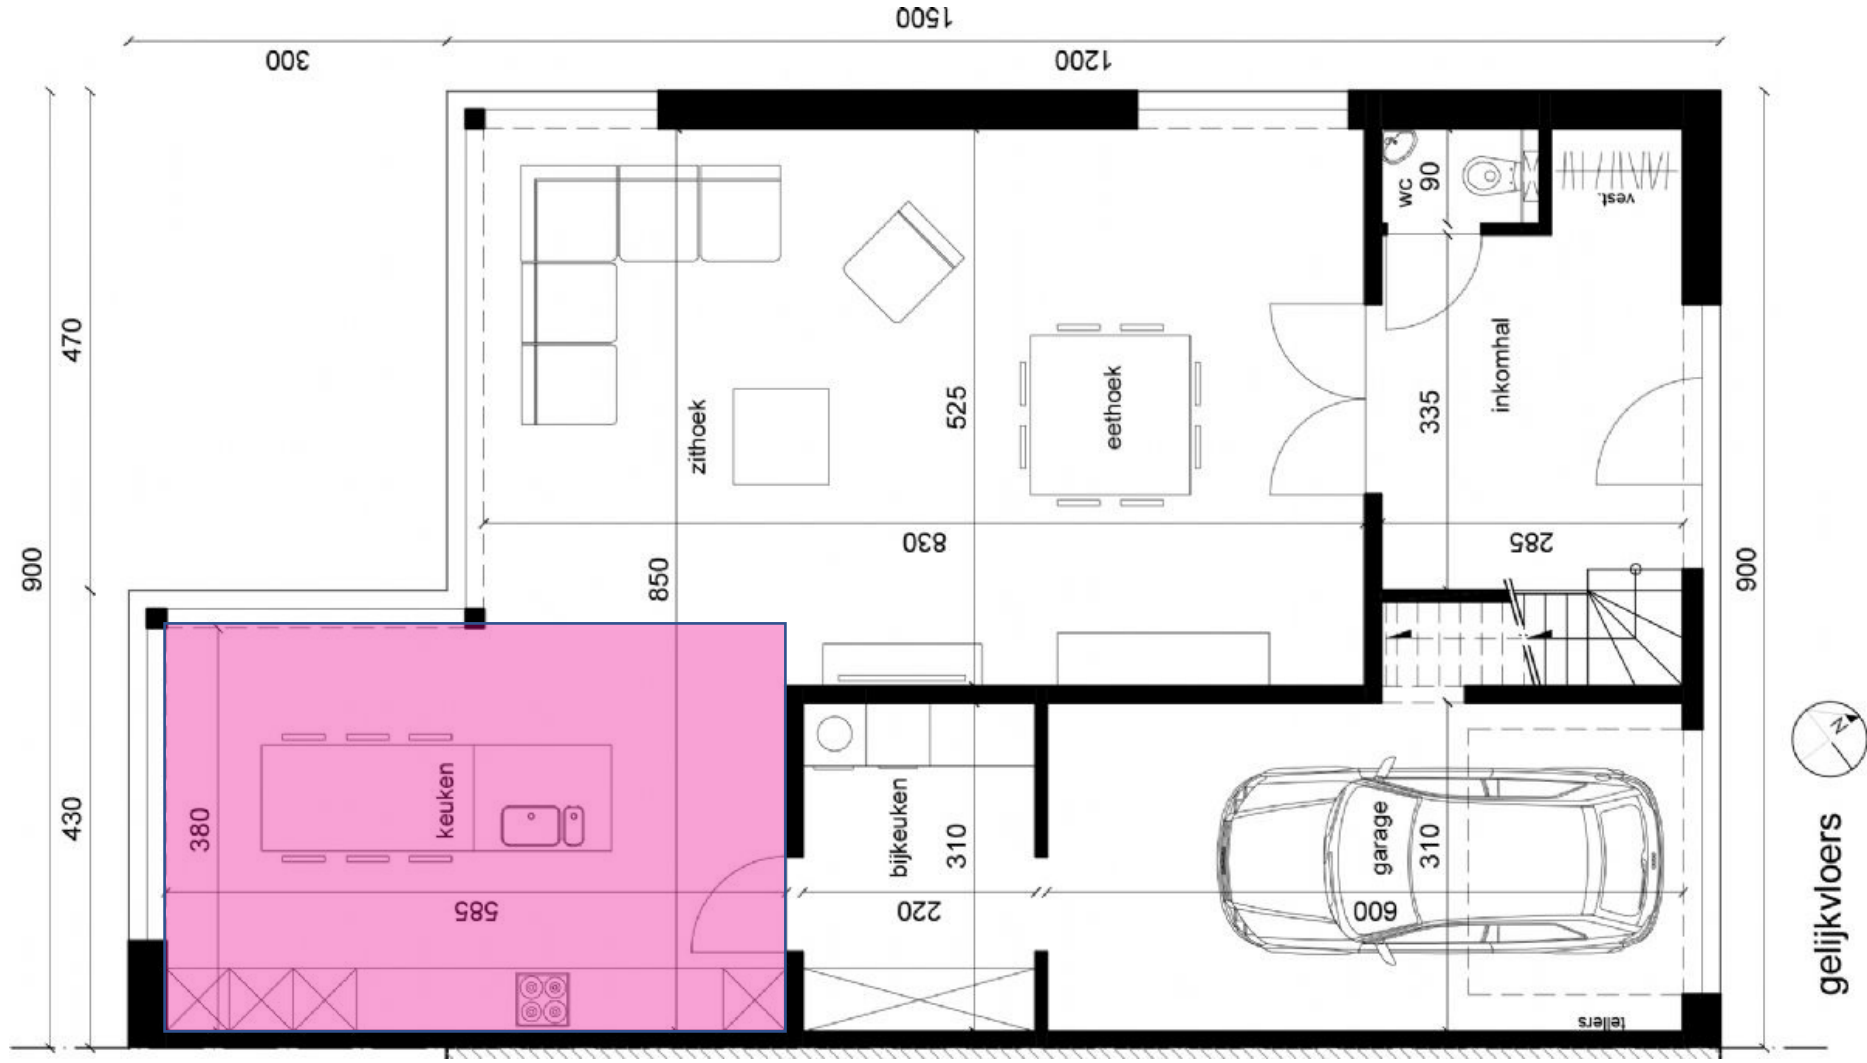 1500
300
1200
900
470
430
wc
90
vest.
zithoek
850
525
eethoek
830
335
inkomhal
285
900
380
keuken
585
bijkeuken
310
220
garage
310
600
tellers
N
gelijkvloers